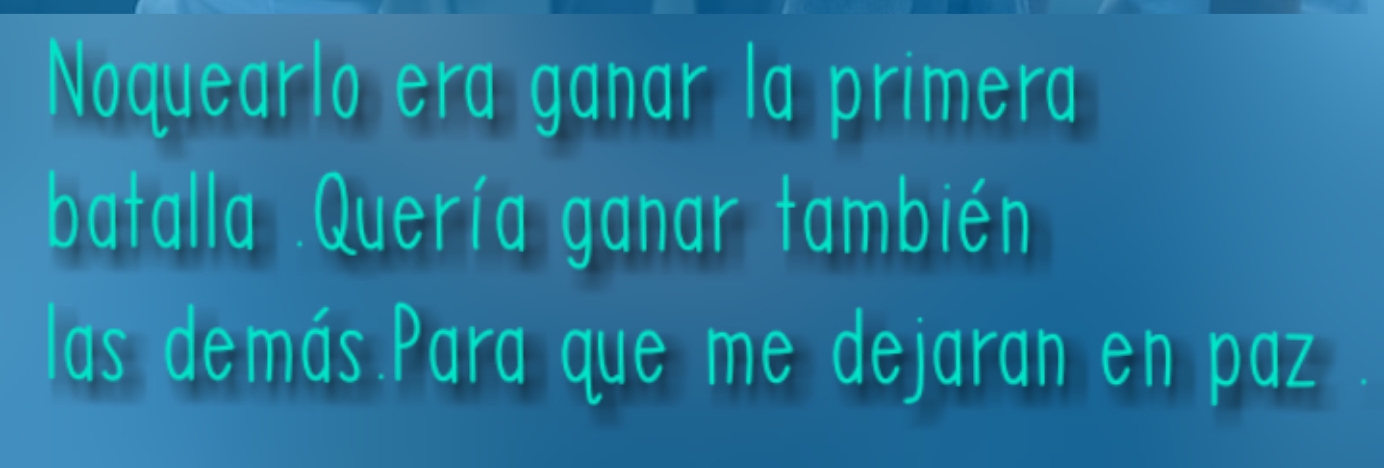 Noquearlo era ganar la primera
batalla .Quería ganar también
las demás.Para que me dejaran en paz .